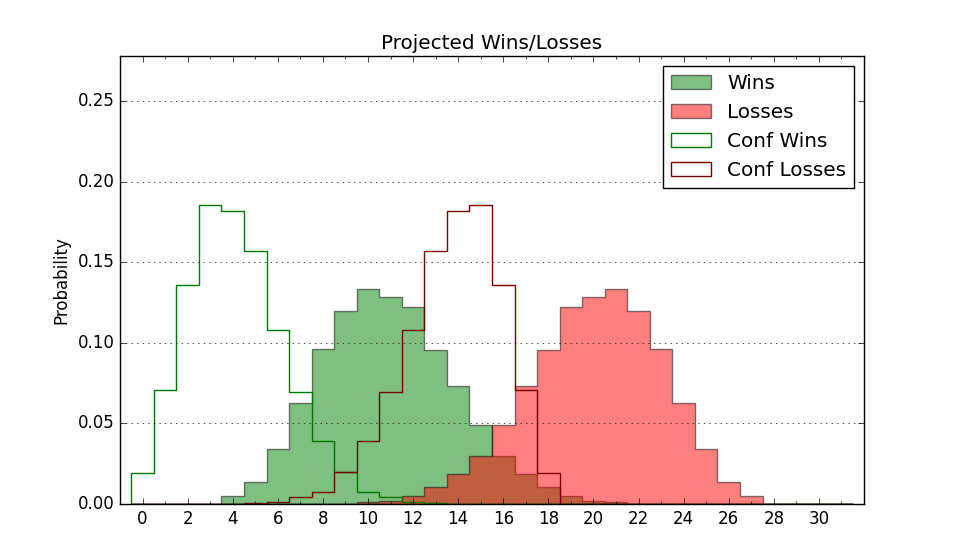 Projected Wins/Losses
Wins
Losses
Conf Wins
Conf Losses
Probability
0.25
0.20
0.15
0.10
0.05
0.00
0 2 4 6 8 10 12 14 16 18 20 22 24 26 28 30